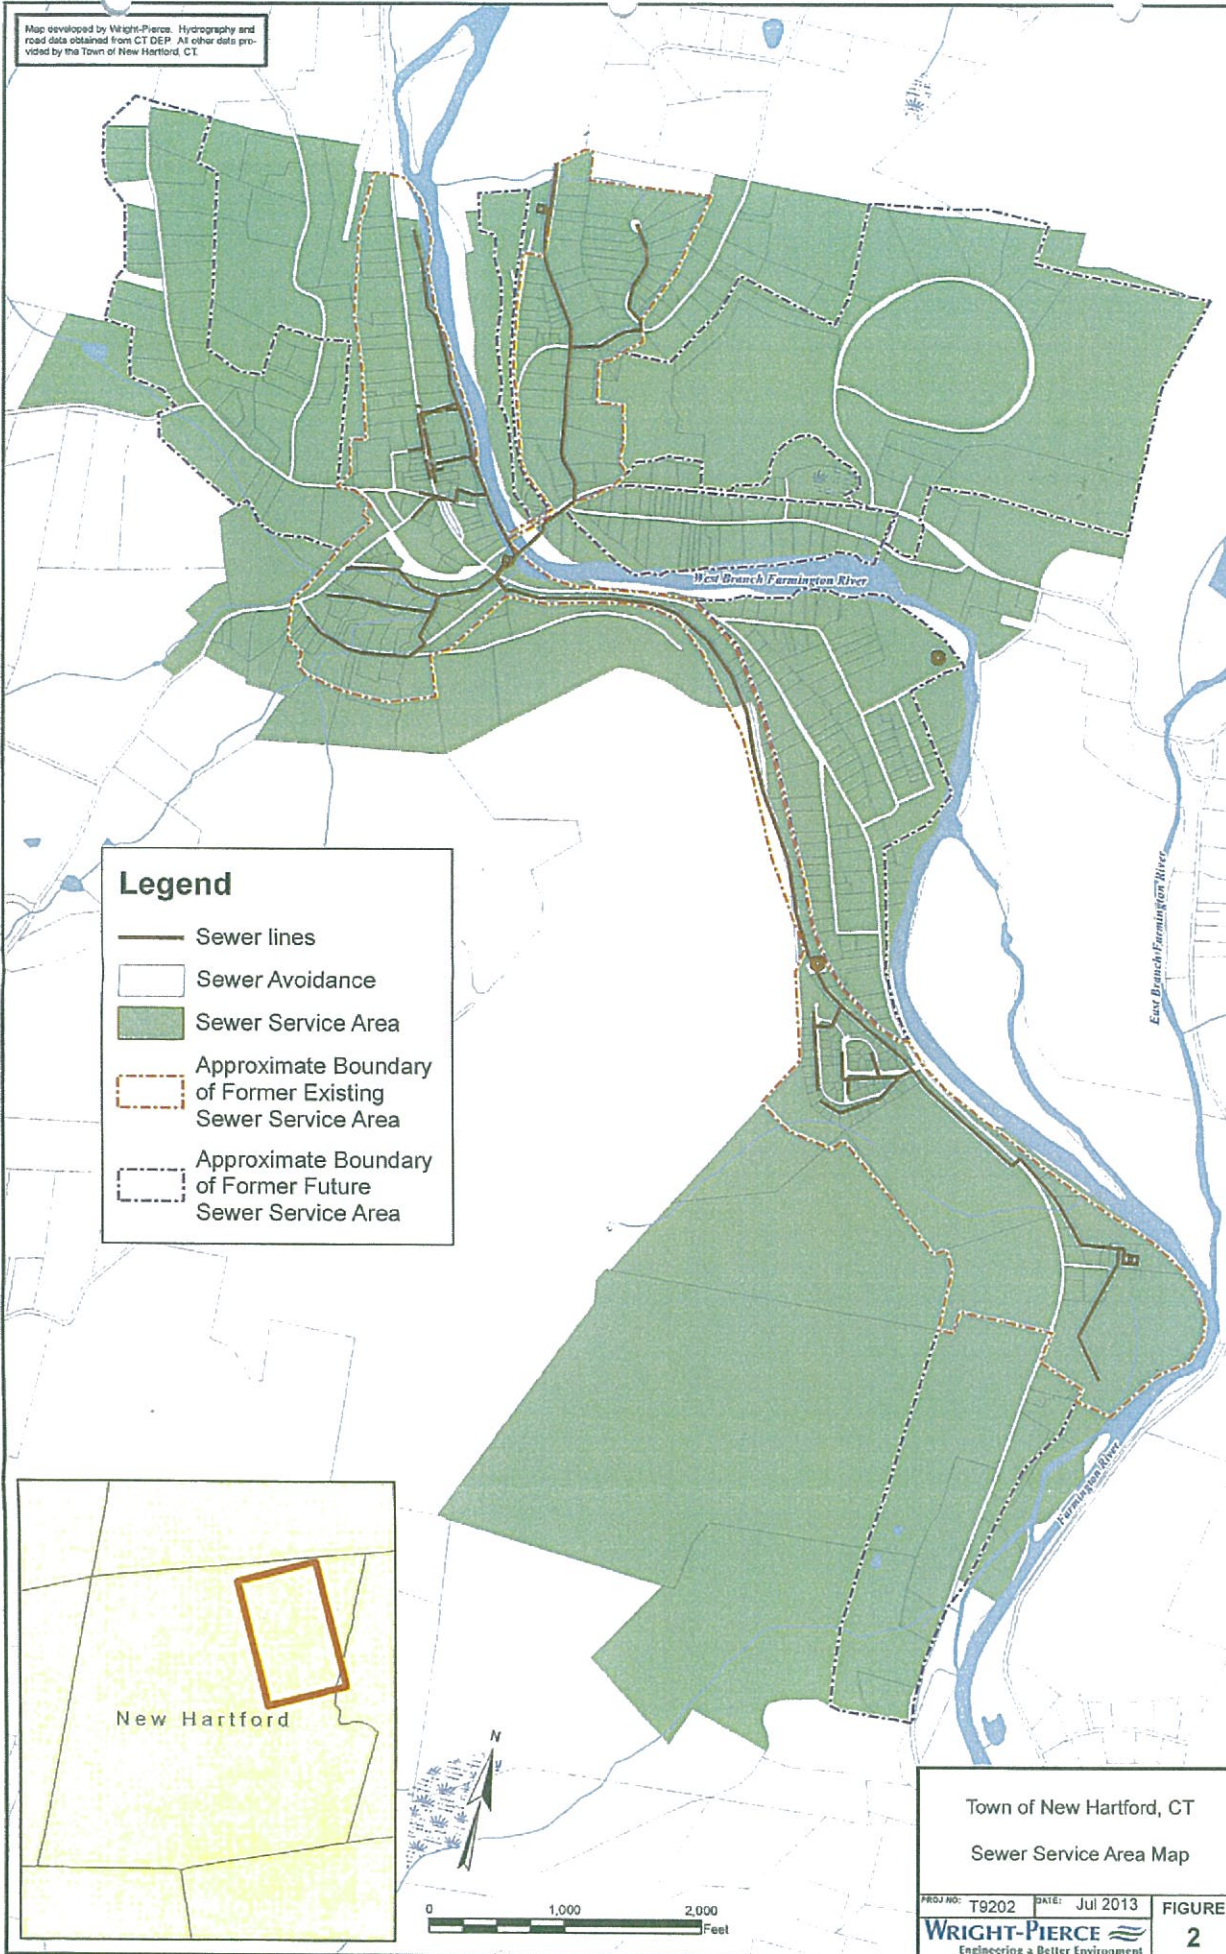 Map developed by Wright-Pierce. Hydrography and
road data obtained from CT DEP. All other data pro-
vided by the Town of New Hartford, CT.
West Branch Farmington River
East Branch Farmington River
Legend
Sewer lines
Sewer Avoidance
Sewer Service Area
Approximate Boundary
of Former Existing
Sewer Service Area
Approximate Boundary
of Former Future
Sewer Service Area
Farmington River
New Hartford
N
0 1,000 2,000
Feet
Town of New Hartford, CT
Sewer Service Area Map
PROJ NO: T9202 DATE: Jul 2013 FIGURE
WRIGHT-PIERCE 2
Engineering a Better Environment